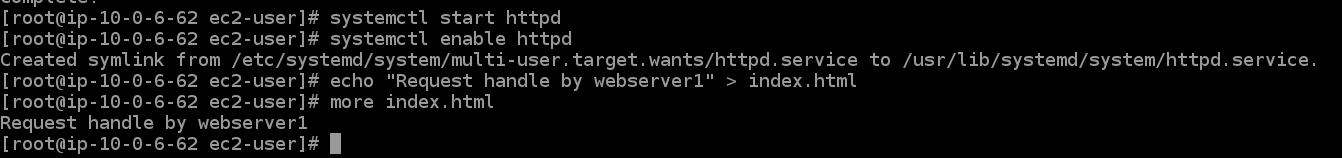 Complete!
[root@ip-10-0-6-62 ec2-user]# systemctl start httpd
[root@ip-10-0-6-62 ec2-user]# systemctl enable httpd
Created symlink from /etc/systemd/system/multi-user.target.wants/httpd.service to /usr/lib/systemd/system/httpd.service.
[root@ip-10-0-6-62 ec2-user]# echo "Request handle by webserver1" > index.html
[root@ip-10-0-6-62 ec2-user]# more index.html
Request handle by webserver1
[root@ip-10-0-6-62 ec2-user]#